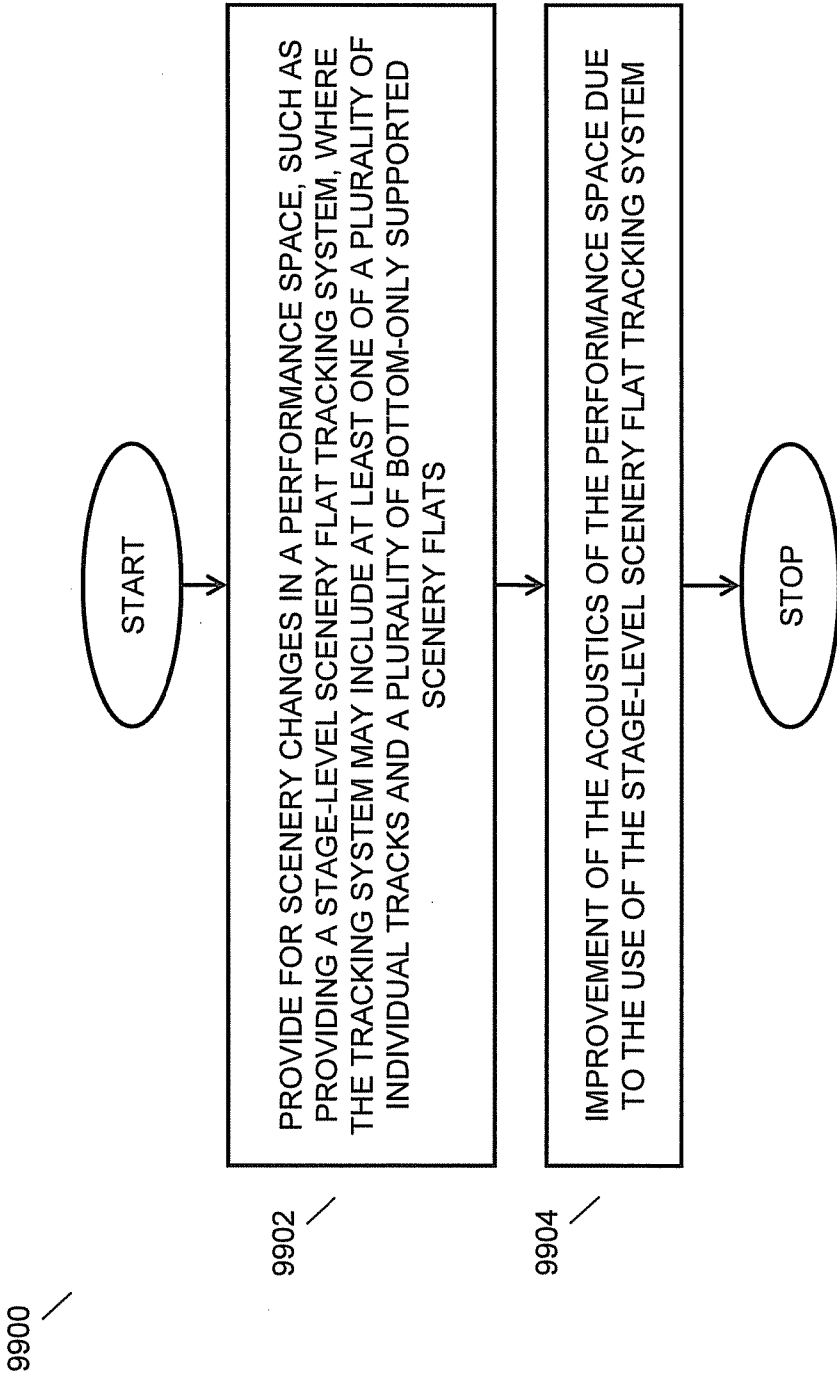 9900
START
9902
PROVIDE FOR SCENERY CHANGES IN A PERFORMANCE SPACE, SUCH AS
PROVIDING A STAGE-LEVEL SCENERY FLAT TRACKING SYSTEM, WHERE
THE TRACKING SYSTEM MAY INCLUDE AT LEAST ONE OF A PLURALITY OF
INDIVIDUAL TRACKS AND A PLURALITY OF BOTTOM-ONLY SUPPORTED
SCENERY FLATS
9904
IMPROVEMENT OF THE ACOUSTICS OF THE PERFORMANCE SPACE DUE
TO THE USE OF THE STAGE-LEVEL SCENERY FLAT TRACKING SYSTEM
STOP